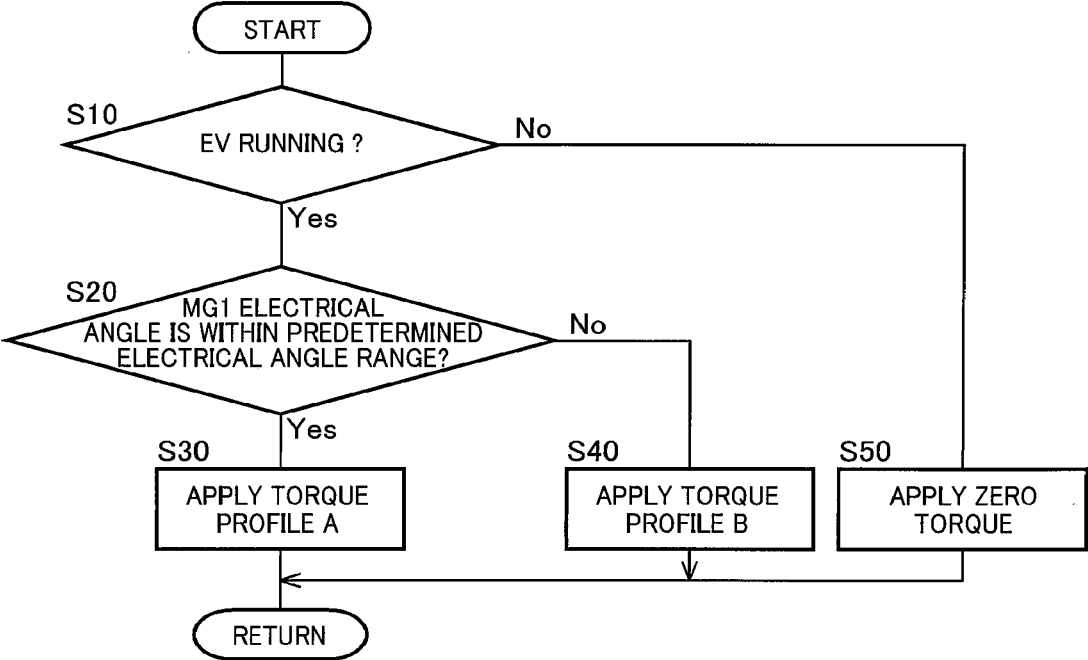 START
S10
EV RUNNING ?
No
Yes
S20
MG1 ELECTRICAL
ANGLE IS WITHIN PREDETERMINED
ELECTRICAL ANGLE RANGE?
No
Yes
S30
APPLY TORQUE
PROFILE A
S40
APPLY TORQUE
PROFILE B
S50
APPLY ZERO
TORQUE
RETURN